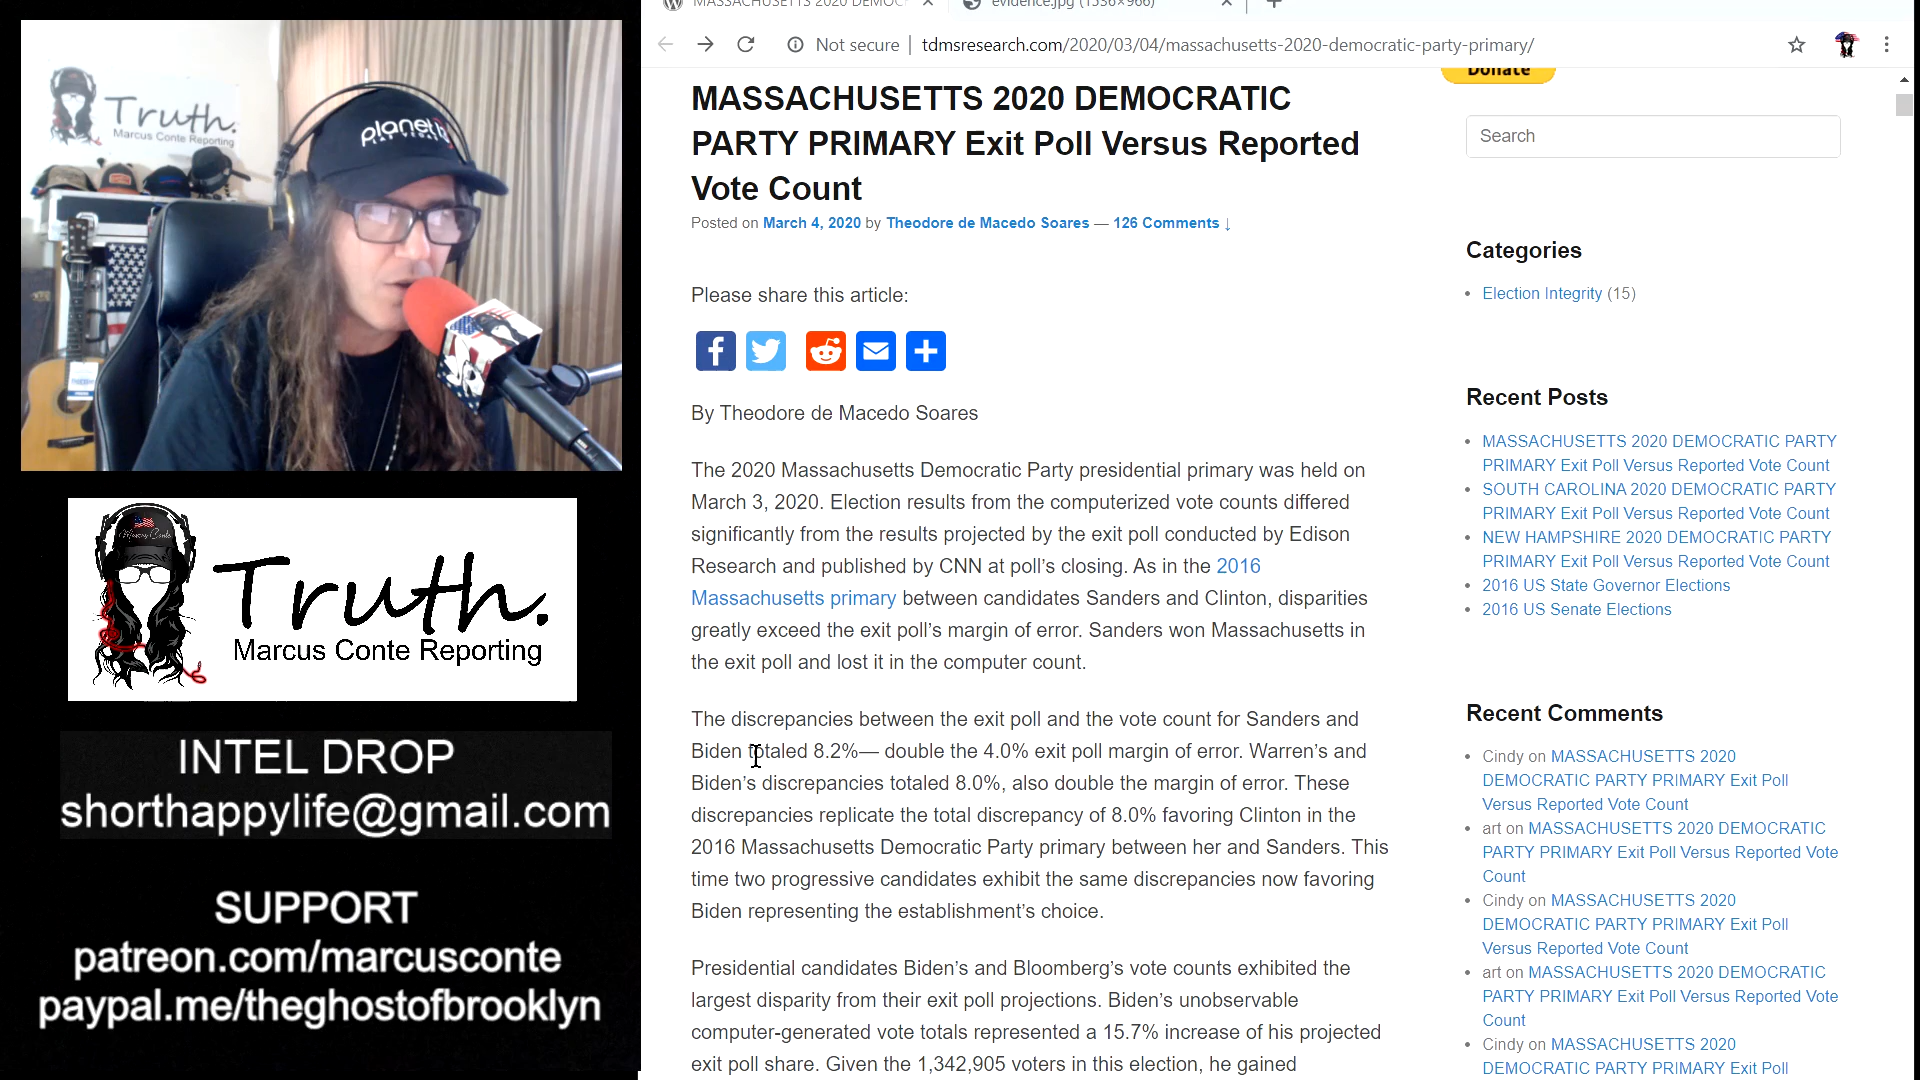 Truth.
Marcus Conte Reporting
planet
Truth.
Marcus Conte Reporting
INTEL DROP
shorthappylife@gmail.com
SUPPORT
patreon.com/marcusconte
paypal.me/theghostofbrooklyn
MASSACHUSETTS 2020 DEMOC
evidence.jpg (1536×966)
Not secure | tdmsresearch.com/2020/03/04/massachusetts-2020-democratic-party-primary/
MASSACHUSETTS 2020 DEMOCRATIC
PARTY PRIMARY Exit Poll Versus Reported
Vote Count
Posted on March 4, 2020 by Theodore de Macedo Soares — 126 Comments ↓
Please share this article:
By Theodore de Macedo Soares
The 2020 Massachusetts Democratic Party presidential primary was held on
March 3, 2020. Election results from the computerized vote counts differed
significantly from the results projected by the exit poll conducted by Edison
Research and published by CNN at poll's closing. As in the 2016
Massachusetts primary between candidates Sanders and Clinton, disparities
greatly exceed the exit poll's margin of error. Sanders won Massachusetts in
the exit poll and lost it in the computer count.
The discrepancies between the exit poll and the vote count for Sanders and
Biden totaled 8.2%— double the 4.0% exit poll margin of error. Warren's and
Biden's discrepancies totaled 8.0%, also double the margin of error. These
discrepancies replicate the total discrepancy of 8.0% favoring Clinton in the
2016 Massachusetts Democratic Party primary between her and Sanders. This
time two progressive candidates exhibit the same discrepancies now favoring
Biden representing the establishment's choice.
Presidential candidates Biden's and Bloomberg's vote counts exhibited the
largest disparity from their exit poll projections. Biden's unobservable
computer-generated vote totals represented a 15.7% increase of his projected
exit poll share. Given the 1,342,905 voters in this election, he gained
Donate
Search
Categories
Election Integrity (15)
Recent Posts
MASSACHUSETTS 2020 DEMOCRATIC PARTY
PRIMARY Exit Poll Versus Reported Vote Count
SOUTH CAROLINA 2020 DEMOCRATIC PARTY
PRIMARY Exit Poll Versus Reported Vote Count
NEW HAMPSHIRE 2020 DEMOCRATIC PARTY
PRIMARY Exit Poll Versus Reported Vote Count
2016 US State Governor Elections
2016 US Senate Elections
Recent Comments
Cindy on MASSACHUSETTS 2020
DEMOCRATIC PARTY PRIMARY Exit Poll
Versus Reported Vote Count
art on MASSACHUSETTS 2020 DEMOCRATIC
PARTY PRIMARY Exit Poll Versus Reported Vote
Count
Cindy on MASSACHUSETTS 2020
DEMOCRATIC PARTY PRIMARY Exit Poll
Versus Reported Vote Count
art on MASSACHUSETTS 2020 DEMOCRATIC
PARTY PRIMARY Exit Poll Versus Reported Vote
Count
Cindy on MASSACHUSETTS 2020
DEMOCRATIC PARTY PRIMARY Exit Poll